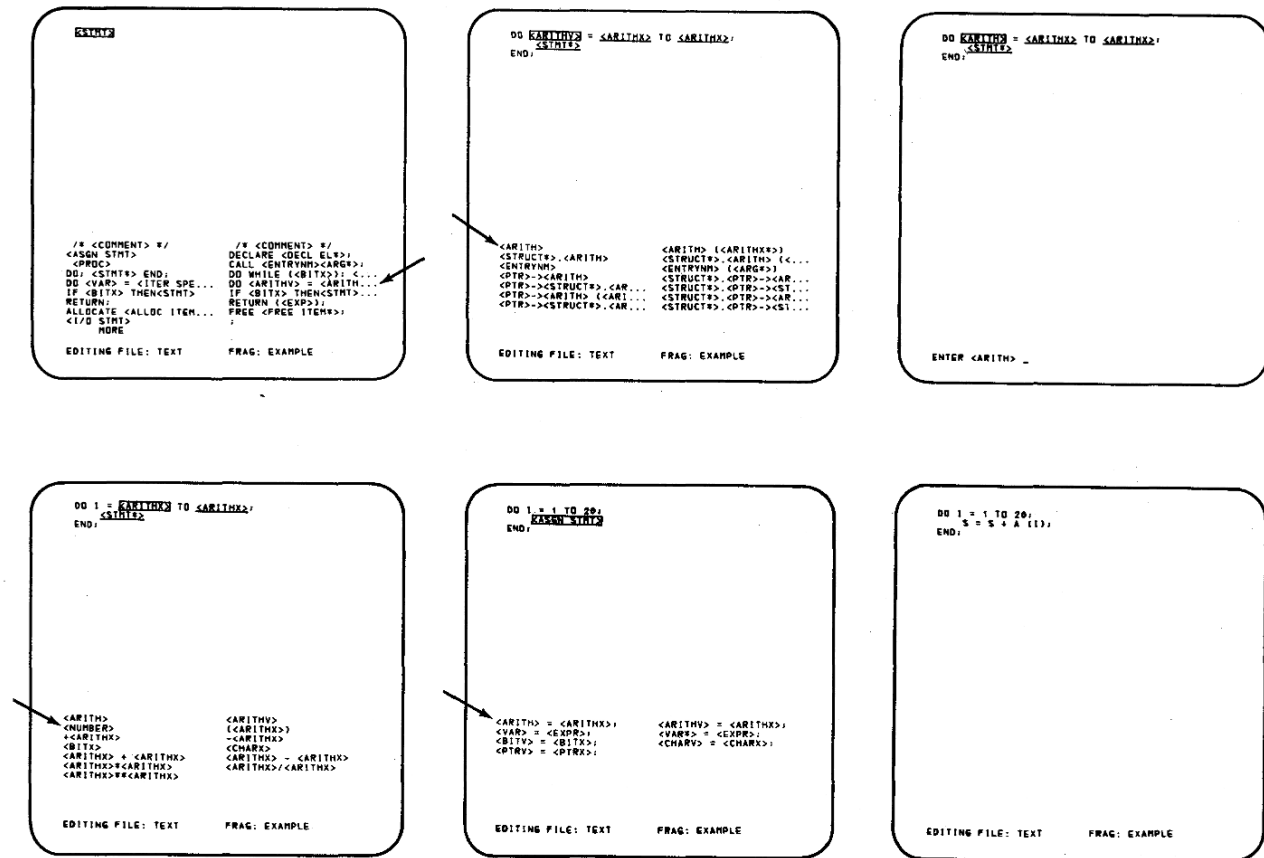 <STMT>
/* <COMMENT> */ /* <COMMENT> */
<ASGN STMT> DECLARE <DECL EL*>;
<PROC> CALL <ENTRYNM><ARG*>;
DO; <STMT*> END; DO WHILE (<BITX>); <...
DO <VAR> = <ITER SPE... DO <ARITHV> = <ARITH...
IF <BITX> THEN<STMT> IF <BITX> THEN<STMT>...
RETURN; RETURN (<EXP>);
ALLOCATE <ALLOC ITEM... FREE <FREE ITEM*>;
<I/O STMT> ;
MORE
EDITING FILE: TEXT FRAG: EXAMPLE
DO <ARITHV> = <ARITHX> TO <ARITHX>;
<STMT*>
END;
<ARITH> <ARITH> (<ARITHX*>)
<STRUCT*>.<ARITH> <STRUCT*>.<ARITH> (<...
<ENTRYNM> <ENTRYNM> (<ARG*>)
<PTR>-><ARITH> <STRUCT*>.<PTR>-><AR...
<PTR>-><STRUCT*>.<AR... <STRUCT*>.<PTR>-><ST...
<PTR>-><ARITH> (<ARI... <STRUCT*>.<PTR>-><AR...
<PTR>-><STRUCT*>.<AR... <STRUCT*>.<PTR>-><ST...
EDITING FILE: TEXT FRAG: EXAMPLE
DO <ARITH> = <ARITHX> TO <ARITHX>;
<STMT*>
END;
ENTER <ARITH> _
DO I = <ARITHX> TO <ARITHX>;
<STMT*>
END;
<ARITH> <ARITHV>
<NUMBER> (<ARITHX>)
+<ARITHX> -<ARITHX>
<BITX> <CHARX>
<ARITHX> + <ARITHX> <ARITHX> - <ARITHX>
<ARITHX>*<ARITHX> <ARITHX>/<ARITHX>
<ARITHX>**<ARITHX>
EDITING FILE: TEXT FRAG: EXAMPLE
DO I = 1 TO 20;
<ASGN STMT>
END;
<ARITH> = <ARITHX>; <ARITHV> = <ARITHX>;
<VAR> = <EXPR>; <VAR*> = <EXPR>;
<BITV> = <BITX>; <CHARV> = <CHARX>;
<PTRV> = <PTRX>;
EDITING FILE: TEXT FRAG: EXAMPLE
DO I = 1 TO 20;
S = S + A (I);
END;
EDITING FILE: TEXT FRAG: EXAMPLE